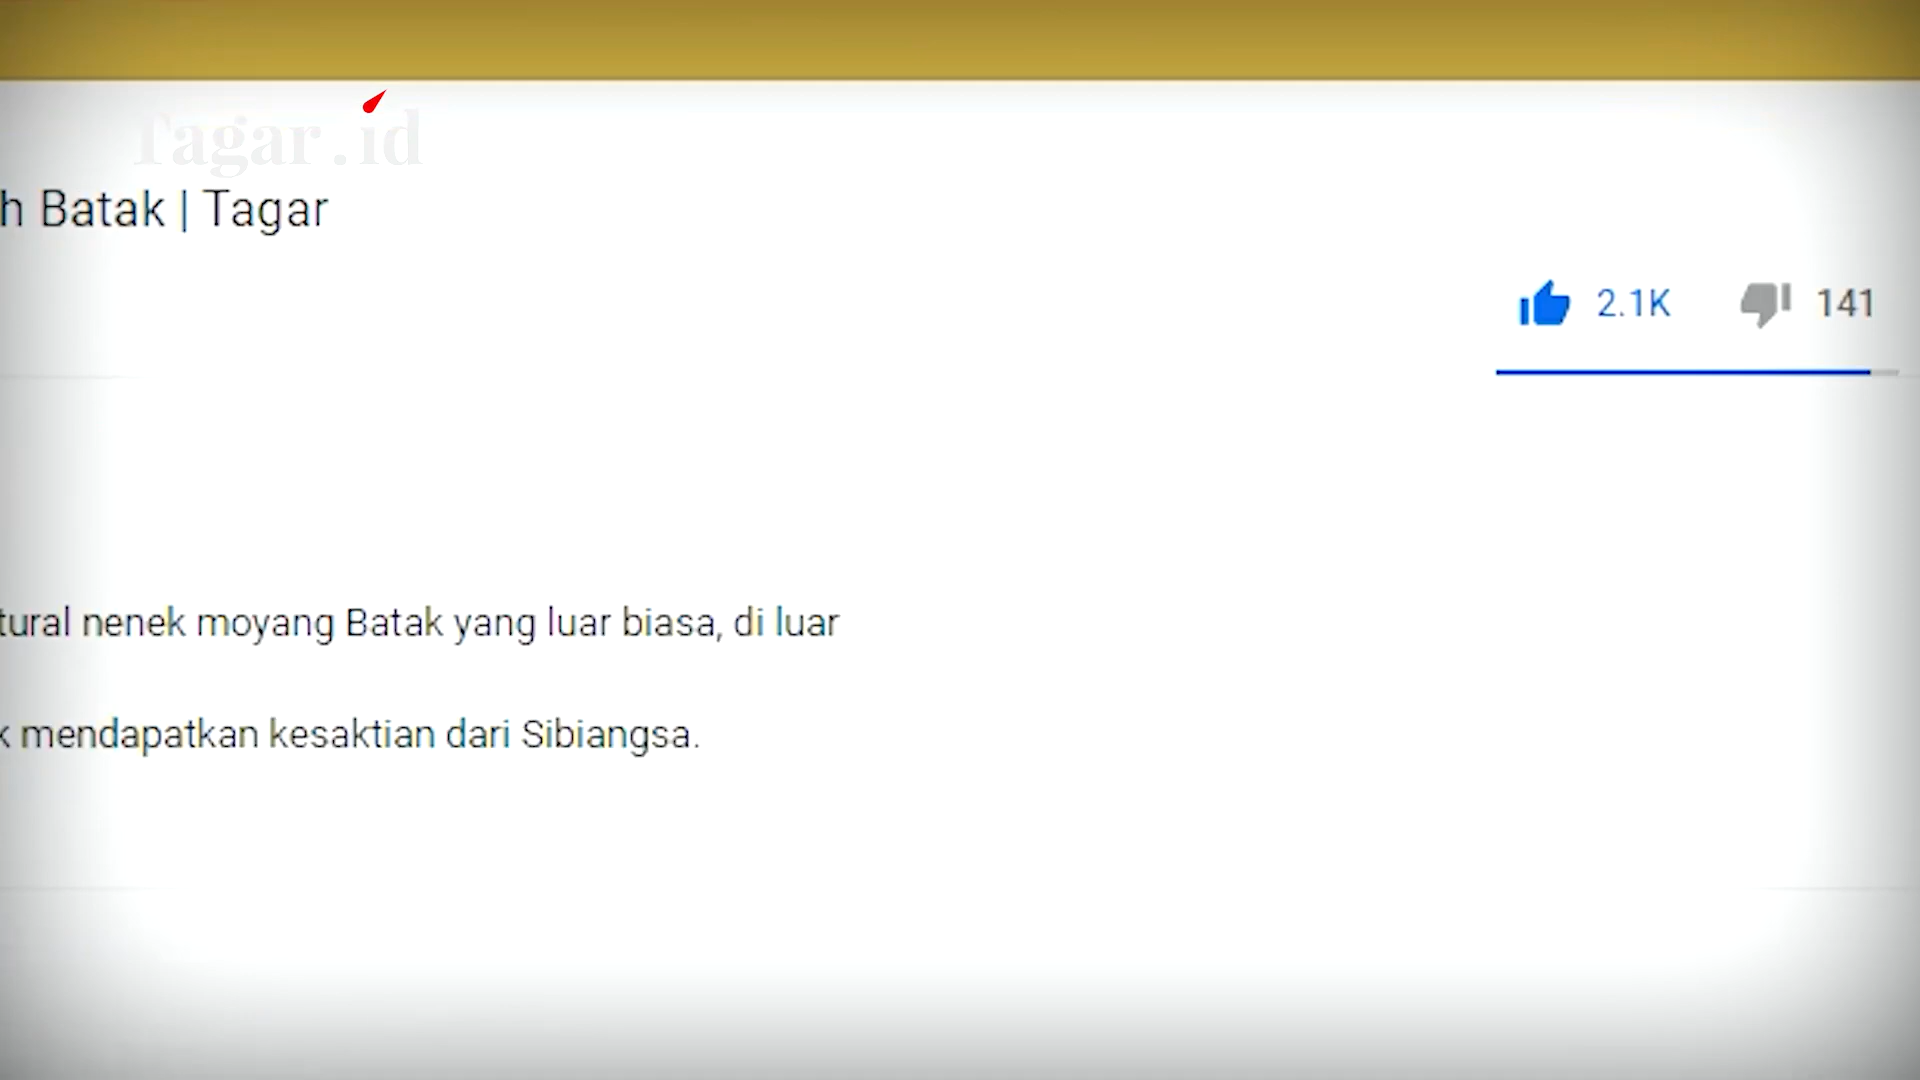 Tagar.id
h Batak | Tagar
2.1K 141
tural nenek moyang Batak yang luar biasa, di luar
k mendapatkan kesaktian dari Sibiangsa.